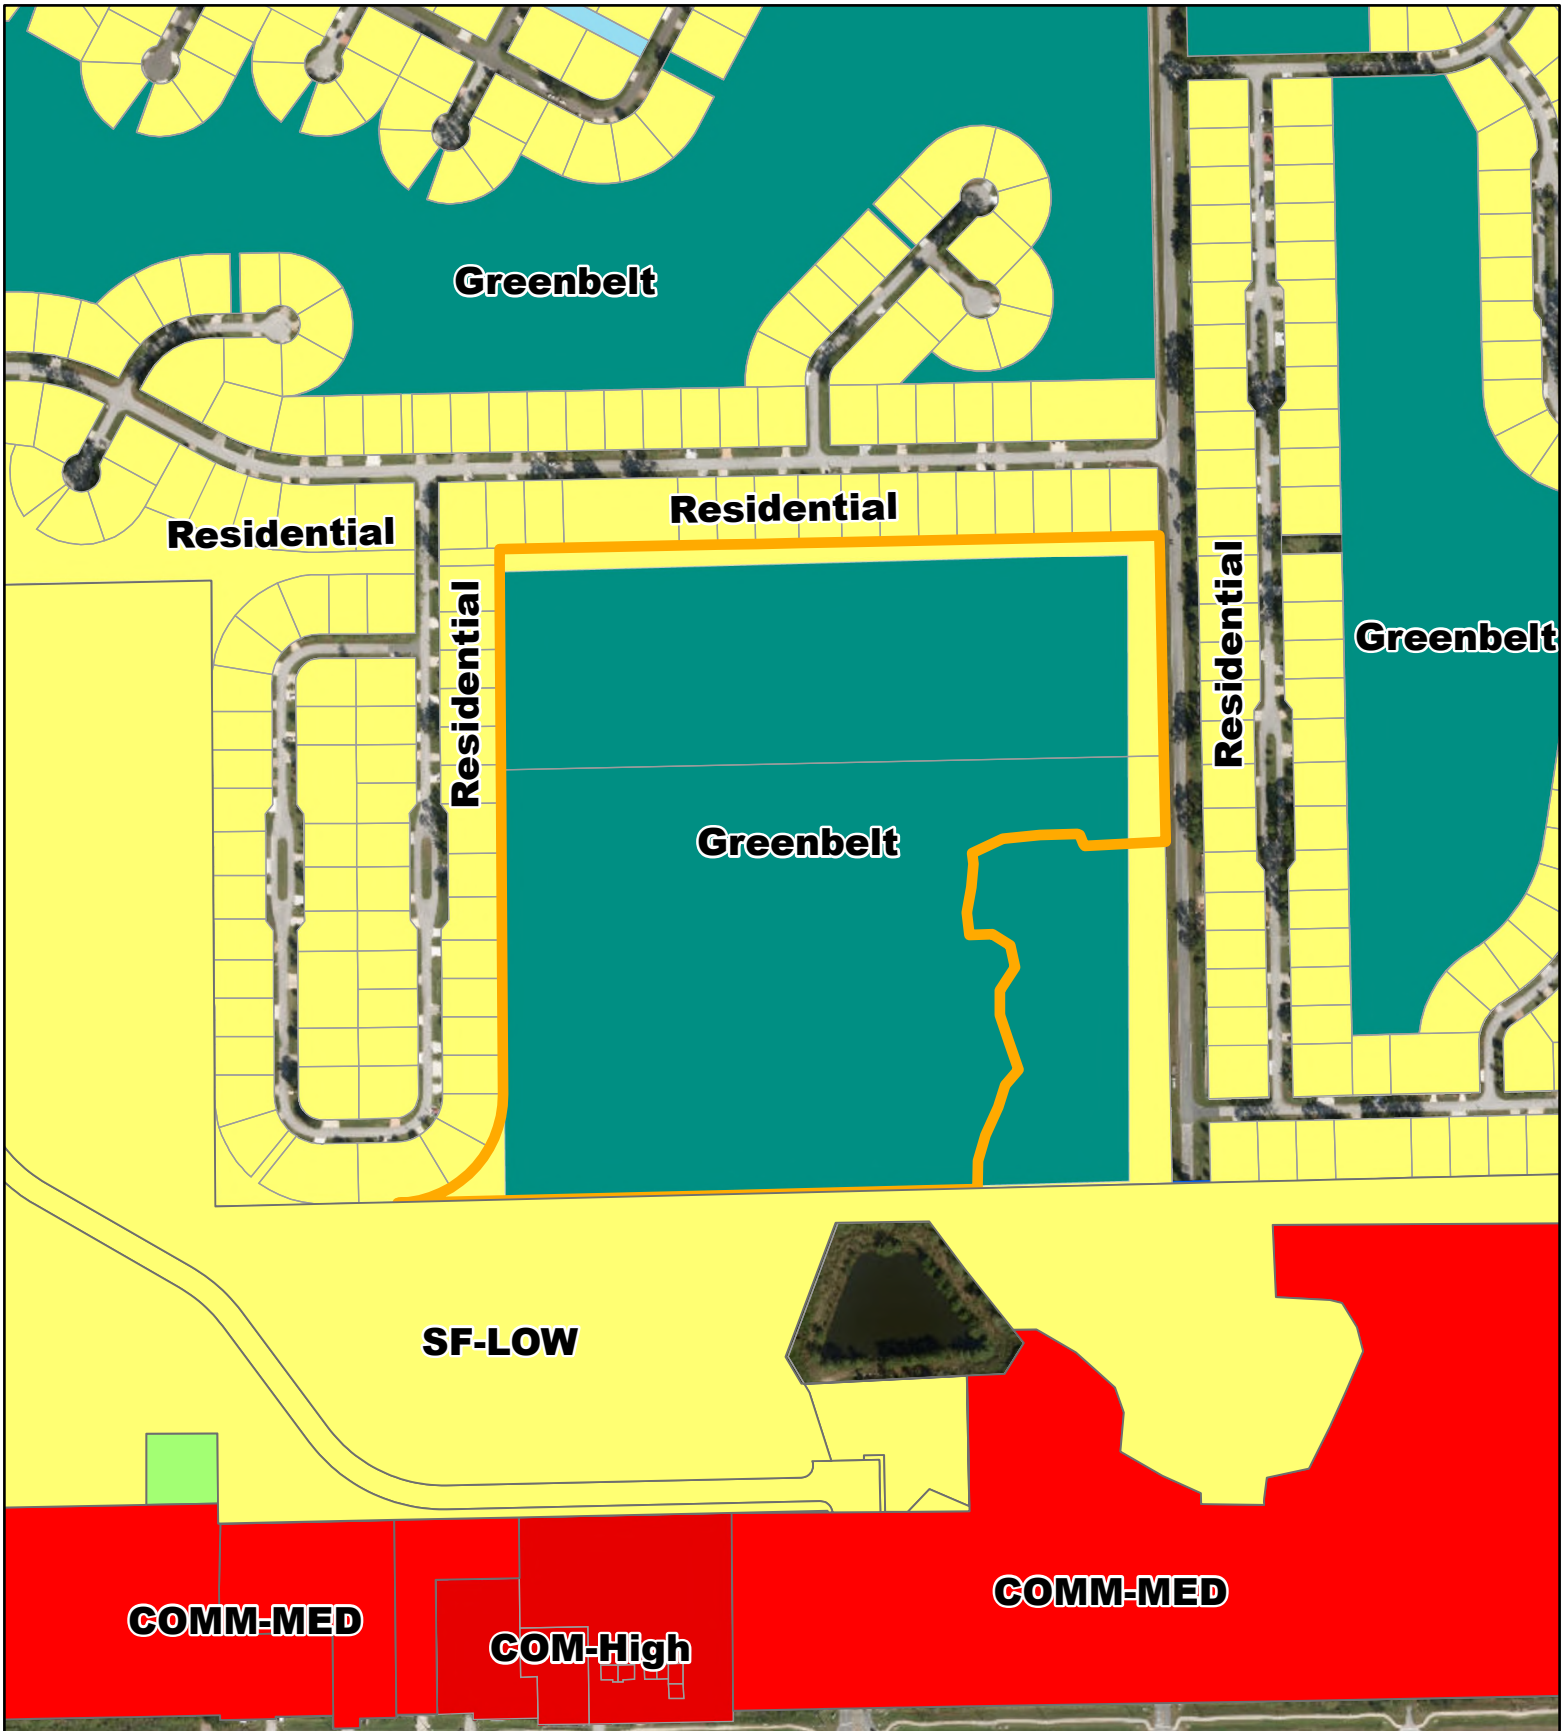 Greenbelt
Residential
Residential
Residential
Residential
Greenbelt
Greenbelt
SF-LOW
COMM-MED
COMM-MED
COM-High